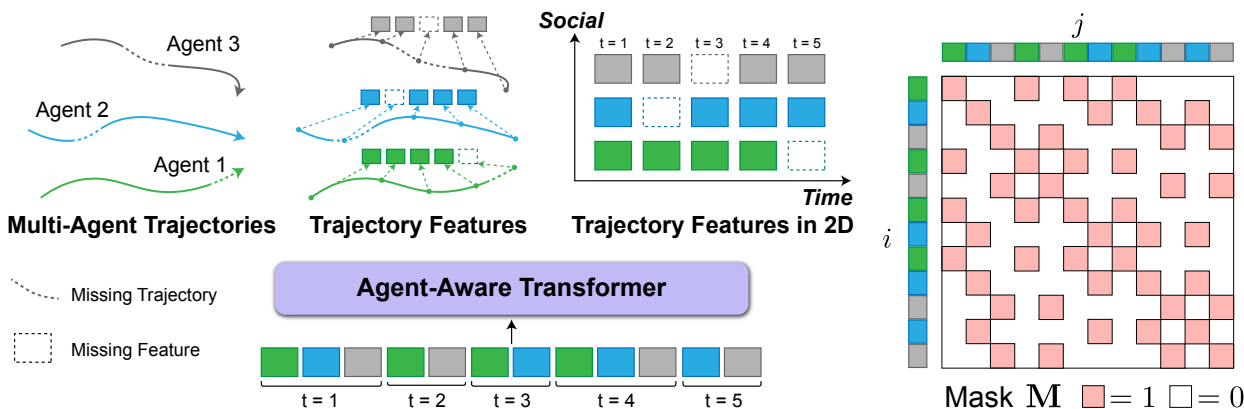 Agent 3
Agent 2
Agent 1
Multi-Agent Trajectories
Trajectory Features
Social
t = 1 t = 2 t = 3 t = 4 t = 5
Time
Trajectory Features in 2D
Missing Trajectory
Missing Feature
Agent-Aware Transformer
t = 1 t = 2 t = 3 t = 4 t = 5
j
i
Mask M = 1 = 0